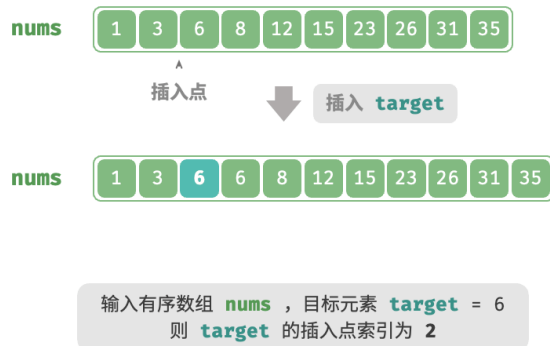 nums 1 3 6 8 12 15 23 26 31 35
插入点
插入 target
nums 1 3 6 6 8 12 15 23 26 31 35
输入有序数组 nums ，目标元素 target = 6
则 target 的插入点索引为 2